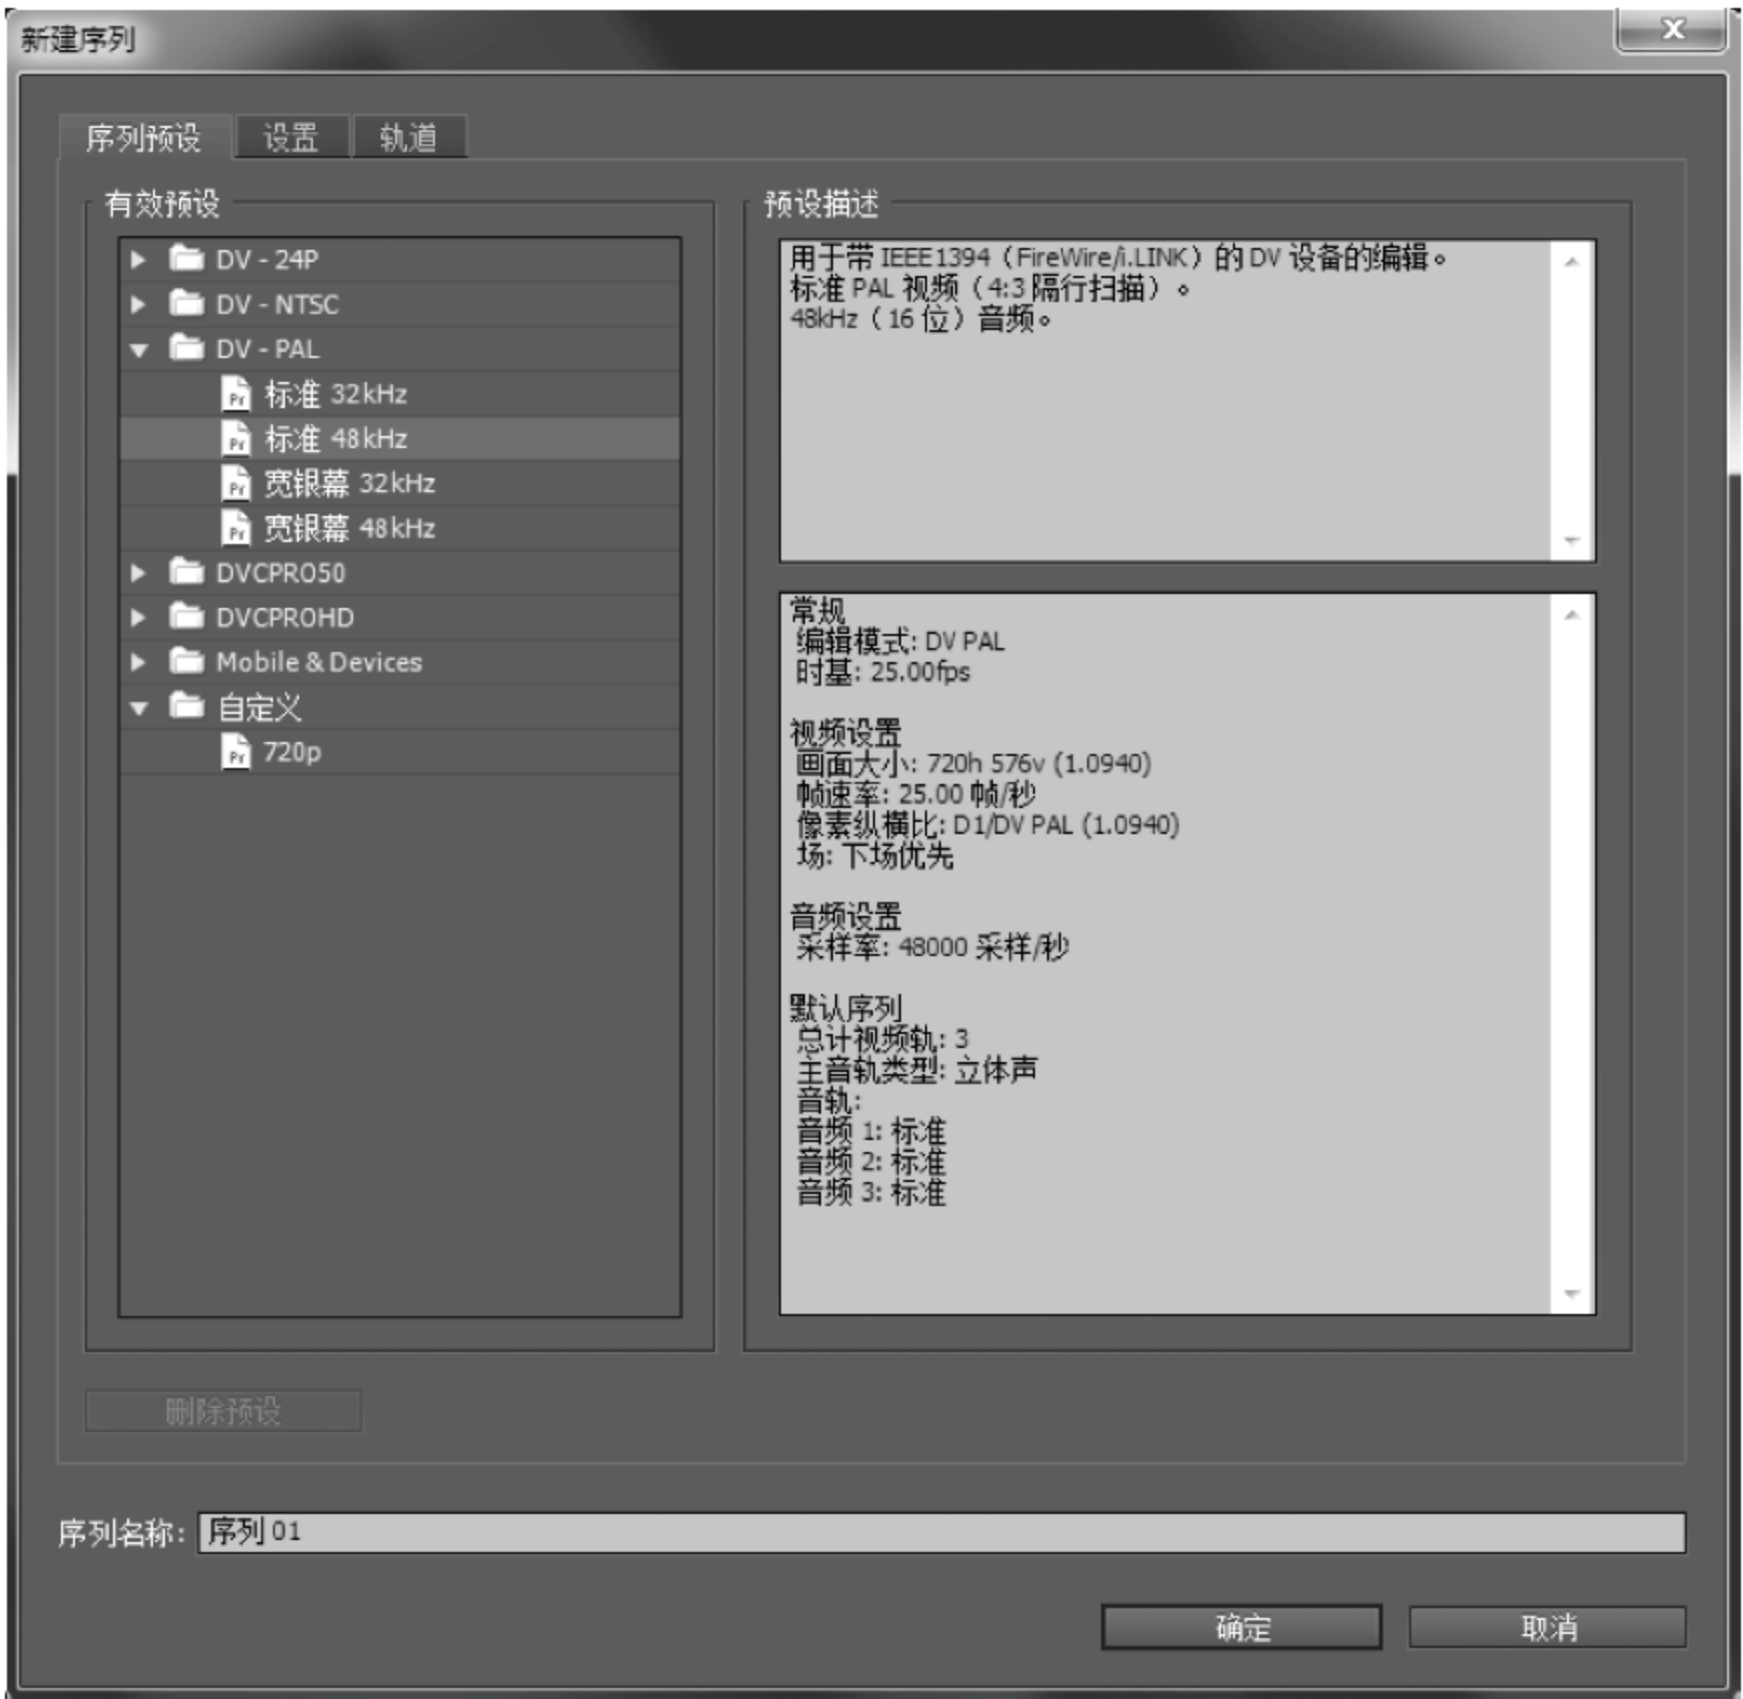 新建序列
序列预设 设置 轨道
有效预设
DV - 24P
DV - NTSC
DV - PAL
Pr 标准 32kHz
Pr 标准 48kHz
Pr 宽银幕 32kHz
Pr 宽银幕 48kHz
DVCPRO50
DVCPROHD
Mobile & Devices
自定义
Pr 720p
删除预设
预设描述
用于带 IEEE1394（FireWire/i.LINK）的 DV 设备的编辑。
标准 PAL 视频（4:3 隔行扫描）。
48kHz（16 位）音频。
常规
编辑模式: DV PAL
时基: 25.00fps
视频设置
画面大小: 720h 576v (1.0940)
帧速率: 25.00 帧/秒
像素纵横比: D1/DV PAL (1.0940)
场: 下场优先
音频设置
采样率: 48000 采样/秒
默认序列
总计视频轨: 3
主音轨类型: 立体声
音轨:
音频 1: 标准
音频 2: 标准
音频 3: 标准
序列名称: 序列 01
确定 取消